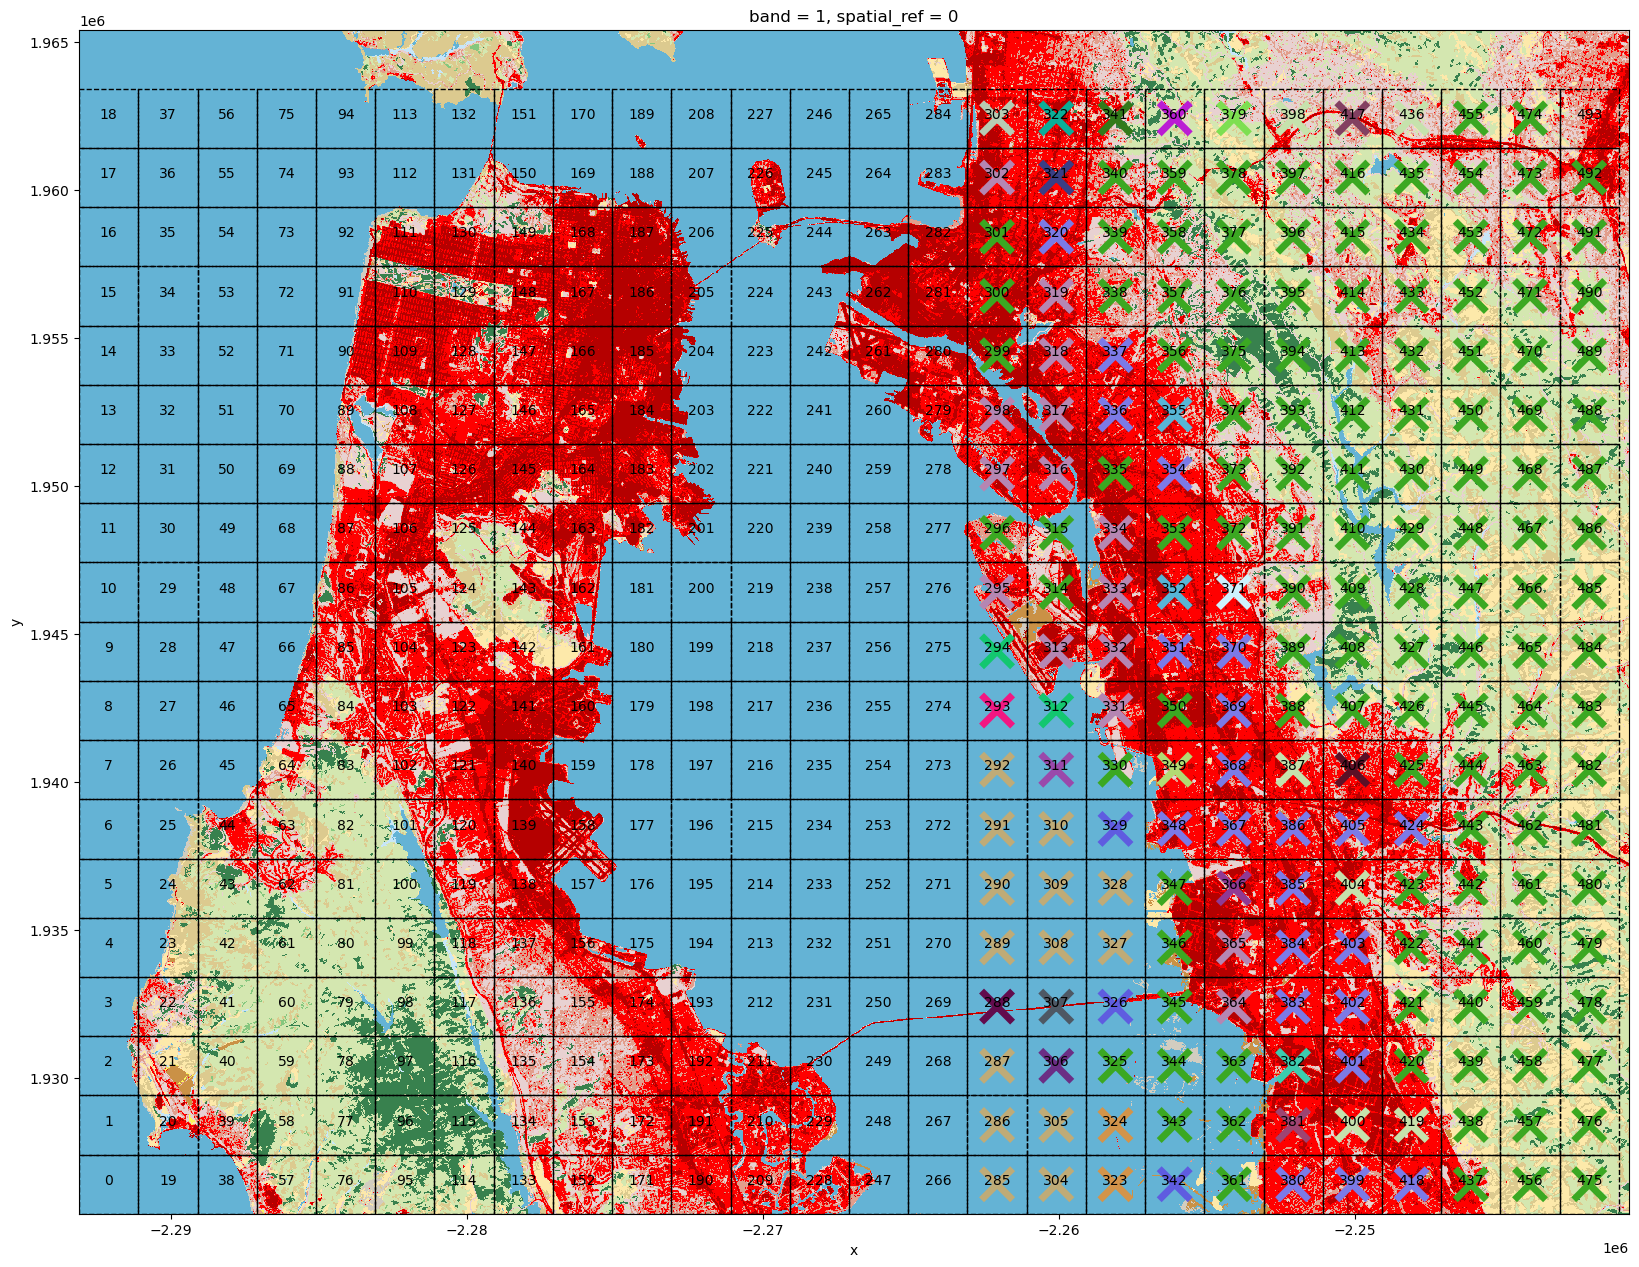 1e6
band = 1, spatial_ref = 0
1.965
18 37 56 75 94 113 132 151 170 189 208 227 246 265 284 303 322 341 360 379 398 417 436 455 474 493
17 36 55 74 93 112 131 150 169 188 207 226 245 264 283 302 321 340 359 378 397 416 435 454 473 492
1.960
16 35 54 73 92 111 130 149 168 187 206 225 244 263 282 301 320 339 358 377 396 415 434 453 472 491
15 34 53 72 91 110 129 148 167 186 205 224 243 262 281 300 319 338 357 376 395 414 433 452 471 490
1.955
14 33 52 71 90 109 128 147 166 185 204 223 242 261 280 299 318 337 356 375 394 413 432 451 470 489
13 32 51 70 89 108 127 146 165 184 203 222 241 260 279 298 317 336 355 374 393 412 431 450 469 488
12 31 50 69 88 107 126 145 164 183 202 221 240 259 278 297 316 335 354 373 392 411 430 449 468 487
1.950
11 30 49 68 87 106 125 144 163 182 201 220 239 258 277 296 315 334 353 372 391 410 429 448 467 486
10 29 48 67 86 105 124 143 162 181 200 219 238 257 276 295 314 333 352 371 390 409 428 447 466 485
1.945
9 28 47 66 85 104 123 142 161 180 199 218 237 256 275 294 313 332 351 370 389 408 427 446 465 484
8 27 46 65 84 103 122 141 160 179 198 217 236 255 274 293 312 331 350 369 388 407 426 445 464 483
7 26 45 64 83 102 121 140 159 178 197 216 235 254 273 292 311 330 349 368 387 406 425 444 463 482
1.940
6 25 44 63 82 101 120 139 158 177 196 215 234 253 272 291 310 329 348 367 386 405 424 443 462 481
5 24 43 62 81 100 119 138 157 176 195 214 233 252 271 290 309 328 347 366 385 404 423 442 461 480
1.935
4 23 42 61 80 99 118 137 156 175 194 213 232 251 270 289 308 327 346 365 384 403 422 441 460 479
3 22 41 60 79 98 117 136 155 174 193 212 231 250 269 288 307 326 345 364 383 402 421 440 459 478
2 21 40 59 78 97 116 135 154 173 192 211 230 249 268 287 306 325 344 363 382 401 420 439 458 477
1.930
1 20 39 58 77 96 115 134 153 172 191 210 229 248 267 286 305 324 343 362 381 400 419 438 457 476
0 19 38 57 76 95 114 133 152 171 190 209 228 247 266 285 304 323 342 361 380 399 418 437 456 475
y
−2.29 −2.28 −2.27 −2.26 −2.25
x
1e6